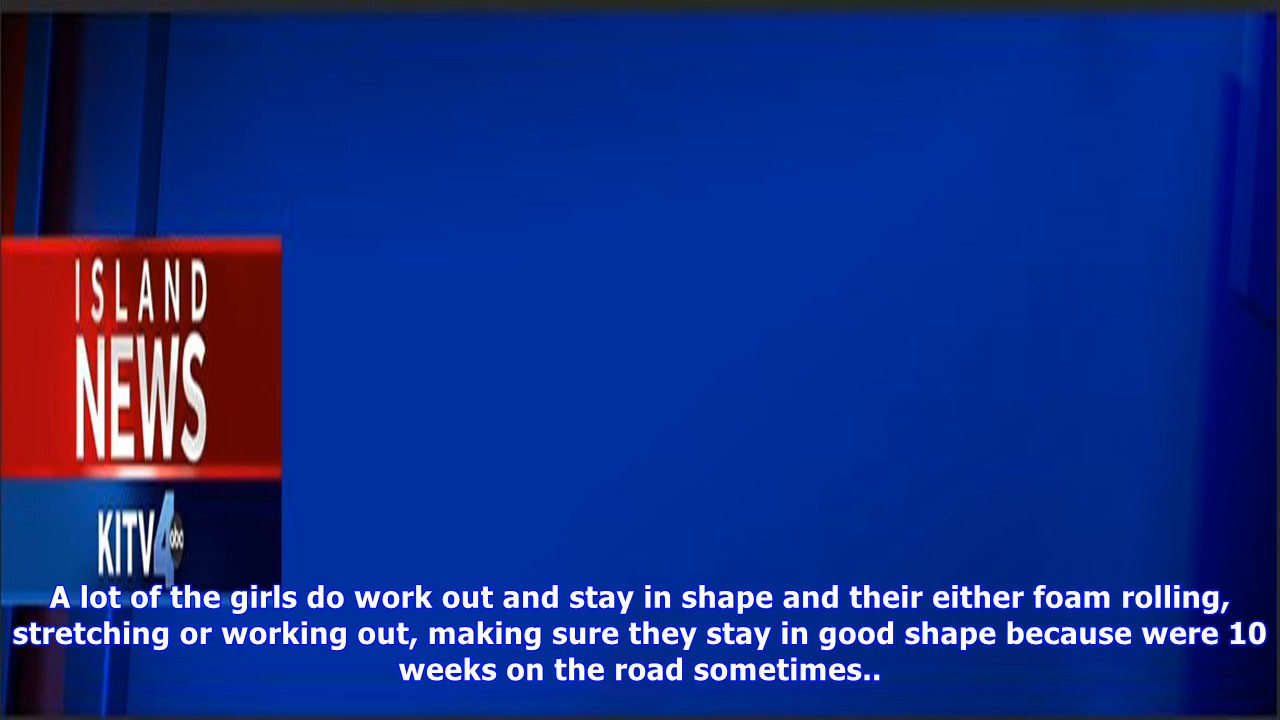 ISLAND
NEWS
KITV4
abc
A lot of the girls do work out and stay in shape and their either foam rolling,
stretching or working out, making sure they stay in good shape because were 10
weeks on the road sometimes..